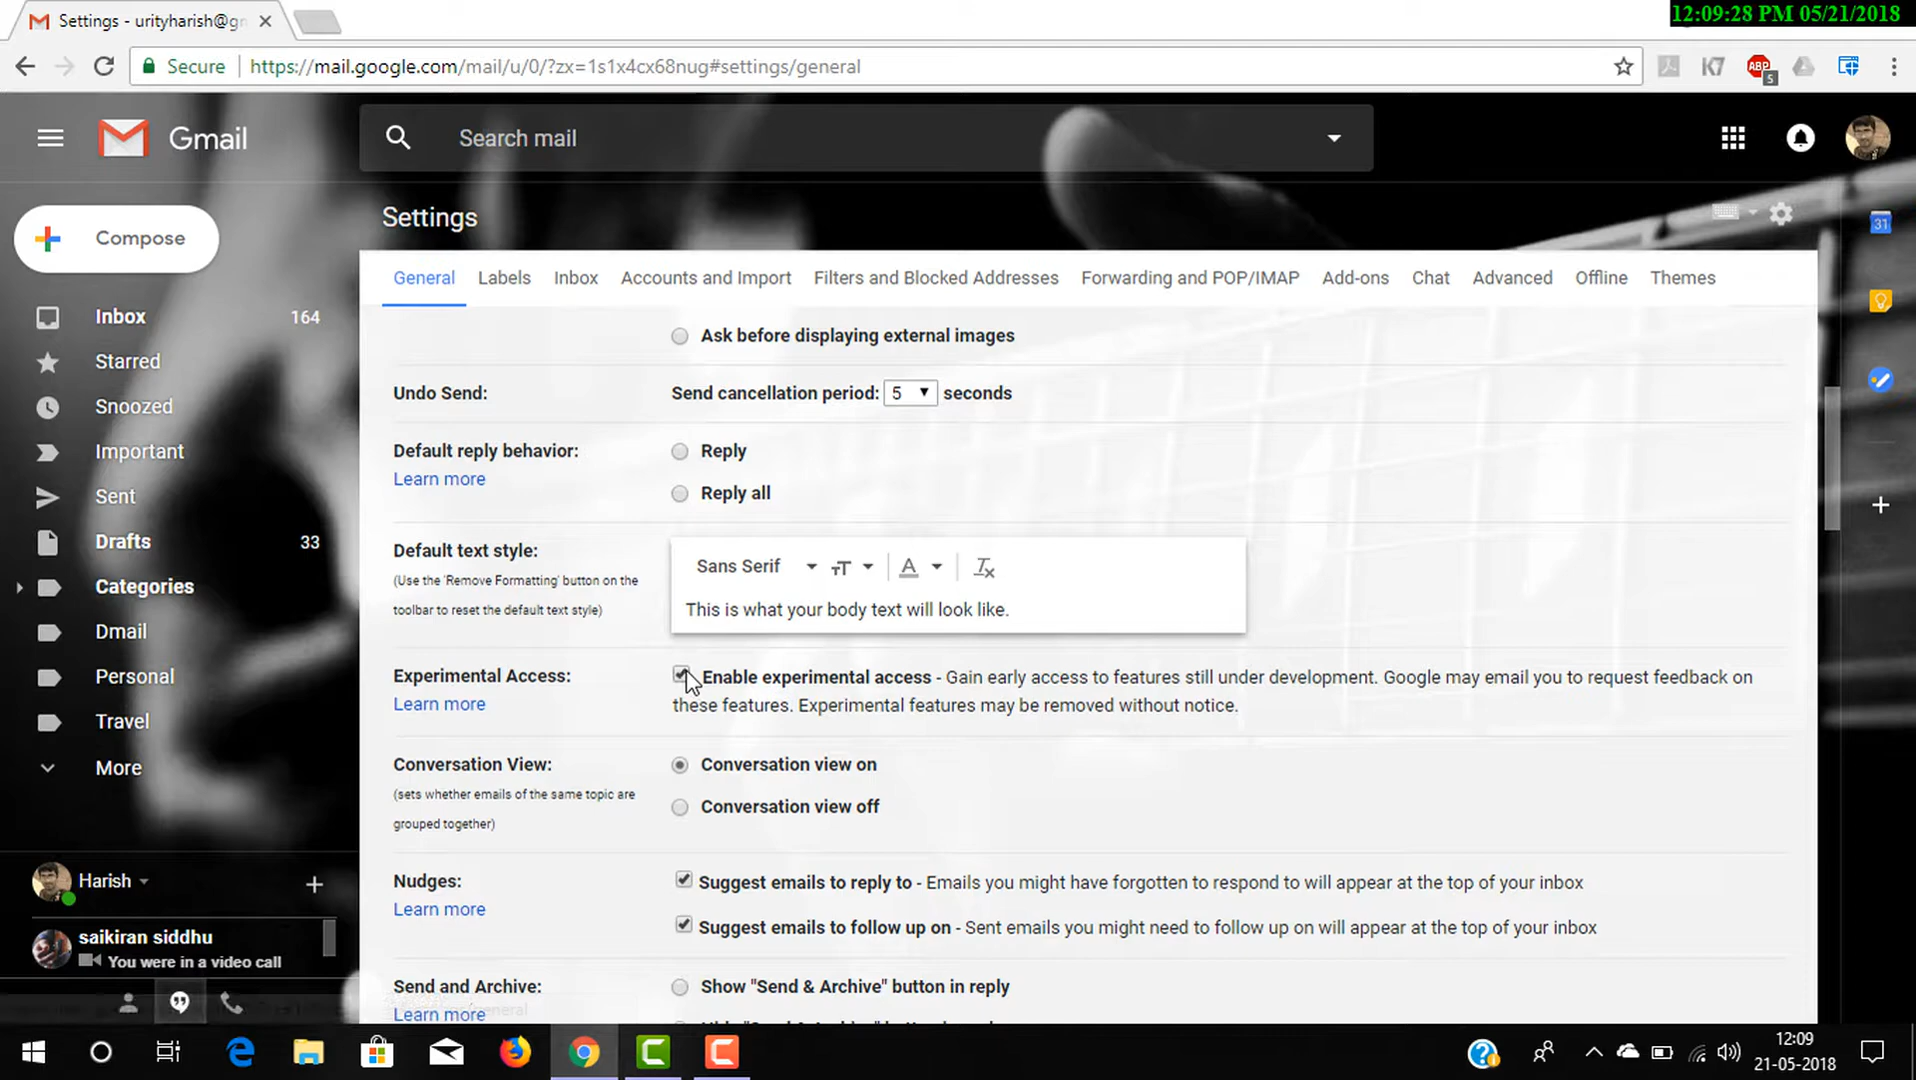 12:09:28 PM 05/21/2018
Settings - urityharish@gm
Secure
https://mail.google.com/mail/u/0/?zx=1s1x4cx68nug#settings/general
K7
ABP
5
Gmail
Search mail
Compose
Settings
31
General Labels Inbox Accounts and Import Filters and Blocked Addresses Forwarding and POP/IMAP Add-ons Chat Advanced Offline Themes
Inbox 164
Starred
Snoozed
Important
Sent
Drafts 33
Categories
Dmail
Personal
Travel
More
Harish
saikiran siddhu
You were in a video call
Ask before displaying external images
Undo Send: Send cancellation period: 5 seconds
Default reply behavior: Reply
Learn more
Reply all
Default text style:
(Use the 'Remove Formatting' button on the
toolbar to reset the default text style)
Sans Serif
This is what your body text will look like.
Experimental Access: Enable experimental access - Gain early access to features still under development. Google may email you to request feedback on
Learn more these features. Experimental features may be removed without notice.
Conversation View: Conversation view on
(sets whether emails of the same topic are
grouped together)
Conversation view off
Nudges: Suggest emails to reply to - Emails you might have forgotten to respond to will appear at the top of your inbox
Learn more
Suggest emails to follow up on - Sent emails you might need to follow up on will appear at the top of your inbox
Send and Archive: Show "Send & Archive" button in reply
Learn more
12:09
21-05-2018